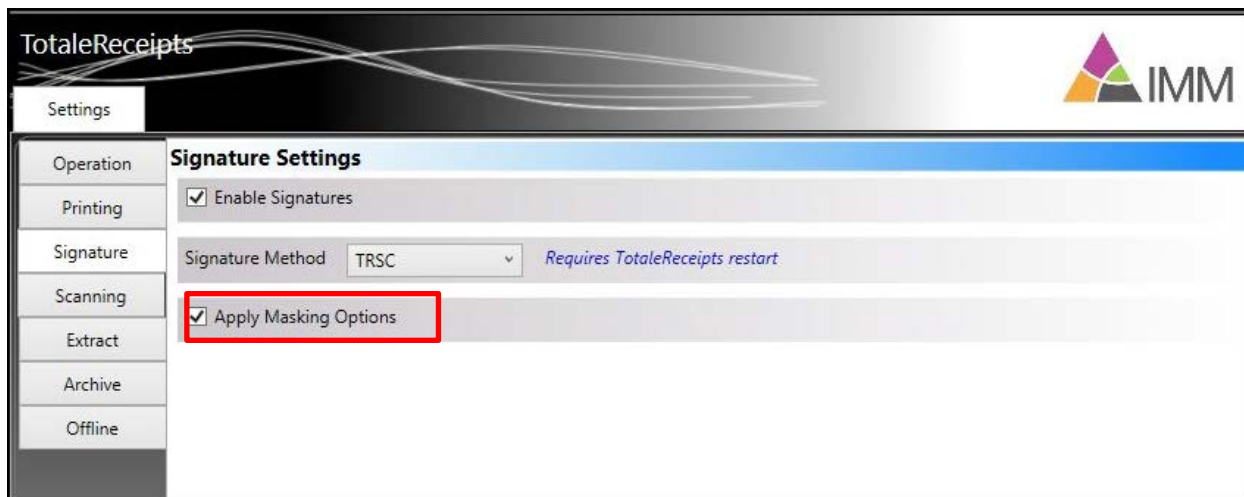 TotaleReceipts
IMM
Settings
Operation
Printing
Signature
Scanning
Extract
Archive
Offline
Signature Settings
Enable Signatures
Signature Method TRSC Requires TotaleReceipts restart
Apply Masking Options